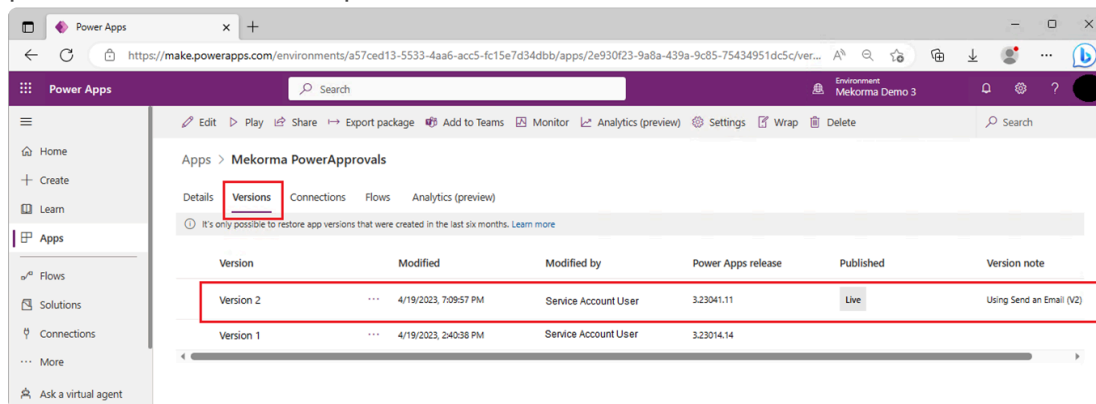 Power Apps
https://make.powerapps.com/environments/a57ced13-5533-4aa6-acc5-fc15e7d34dbb/apps/2e930f23-9a8a-439a-9c85-75434951dc5c/ver...
Power Apps
Search
Environment
Mekorma Demo 3
?
Edit Play Share Export package Add to Teams Monitor Analytics (preview) Settings Wrap Delete Search
Home
Create
Learn
Apps
Flows
Solutions
Connections
More
Ask a virtual agent
Apps > Mekorma PowerApprovals
Details Versions Connections Flows Analytics (preview)
It's only possible to restore app versions that were created in the last six months. Learn more
Version Modified Modified by Power Apps release Published Version note
Version 2 ... 4/19/2023, 7:09:57 PM Service Account User 3.23041.11 Live Using Send an Email (V2)
Version 1 ... 4/19/2023, 2:40:38 PM Service Account User 3.23014.14